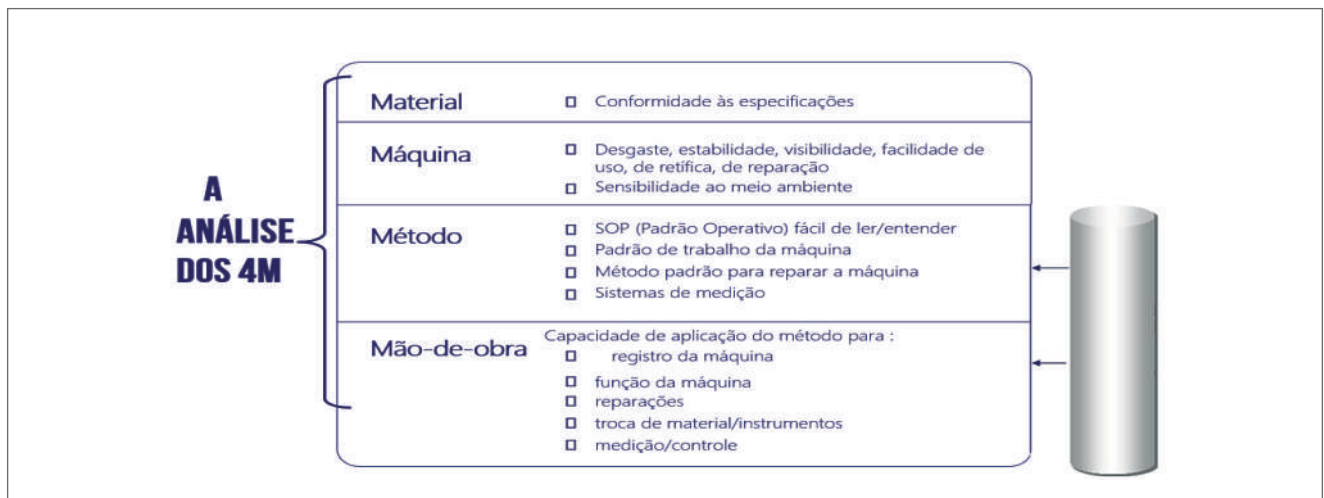 A
ANÁLISE
DOS 4M
Material
Conformidade às especificações
Máquina
Desgaste, estabilidade, visibilidade, facilidade de
uso, de retífica, de reparação
Sensibilidade ao meio ambiente
Método
SOP (Padrão Operativo) fácil de ler/entender
Padrão de trabalho da máquina
Método padrão para reparar a máquina
Sistemas de medição
Mão-de-obra
Capacidade de aplicação do método para :
registro da máquina
função da máquina
reparações
troca de material/instrumentos
medição/controle